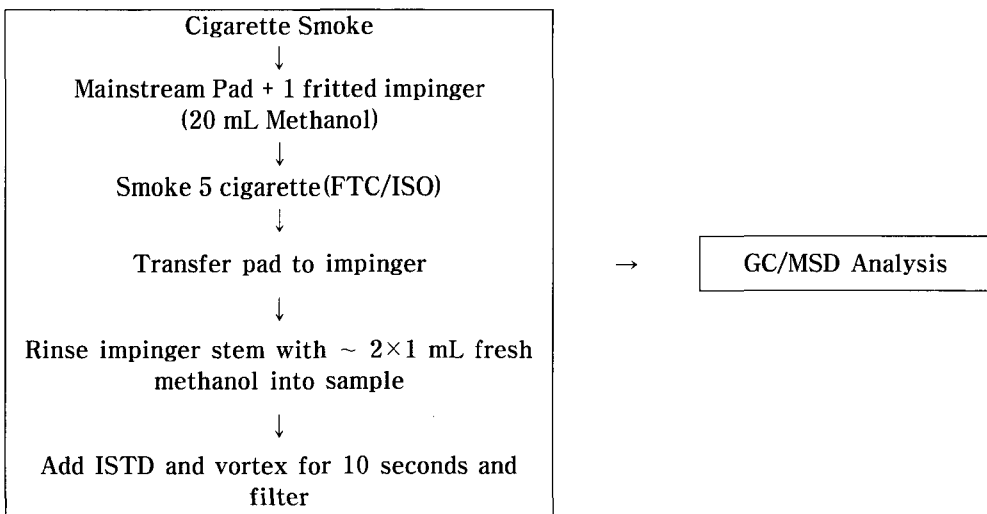 Cigarette Smoke
↓
Mainstream Pad + 1 fritted impinger
(20 mL Methanol)
↓
Smoke 5 cigarette(FTC/ISO)
↓
Transfer pad to impinger
↓
Rinse impinger stem with ~ 2×1 mL fresh
methanol into sample
↓
Add ISTD and vortex for 10 seconds and
filter
→
GC/MSD Analysis